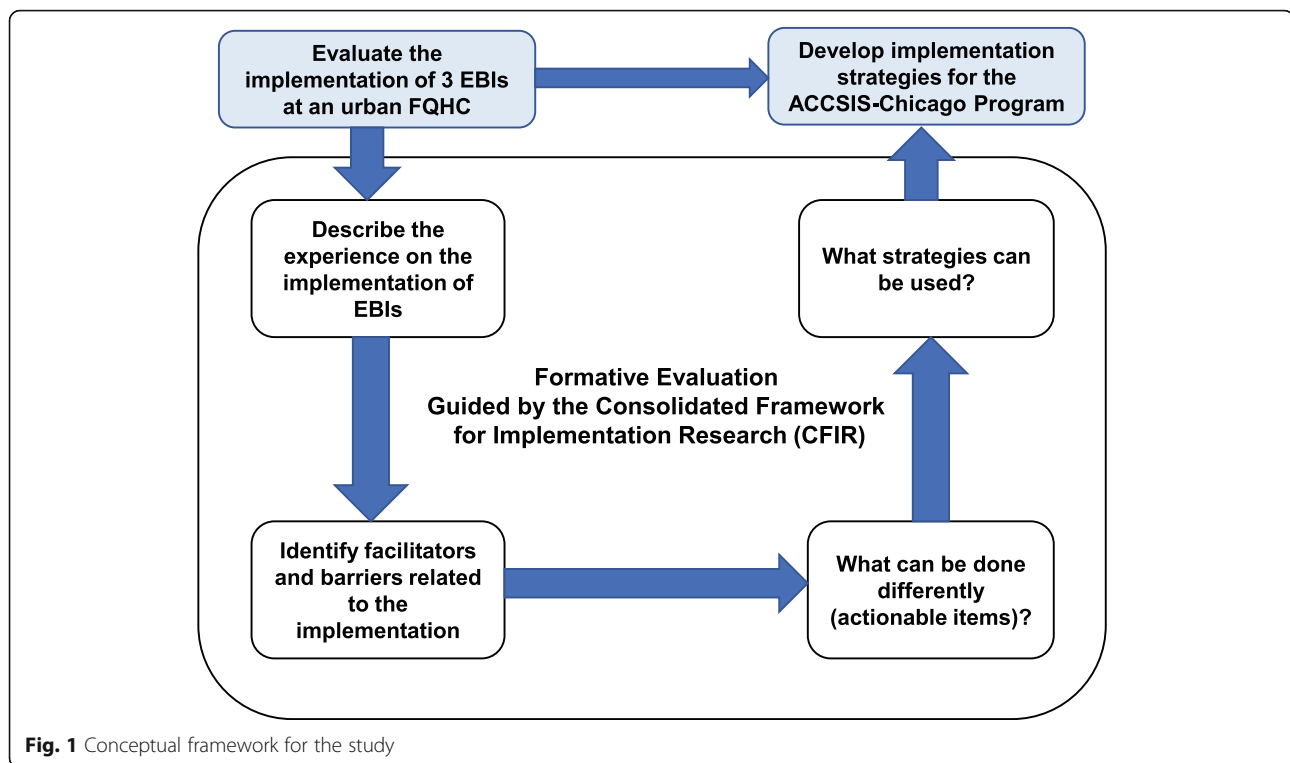 Evaluate the
implementation of 3 EBIs
at an urban FQHC
Develop implementation
strategies for the
ACCSIS-Chicago Program
Describe the
experience on the
implementation of
EBIs
What strategies can
be used?
Formative Evaluation
Guided by the Consolidated Framework
for Implementation Research (CFIR)
Identify facilitators
and barriers related
to the
implementation
What can be done
differently
(actionable items)?
Fig. 1 Conceptual framework for the study